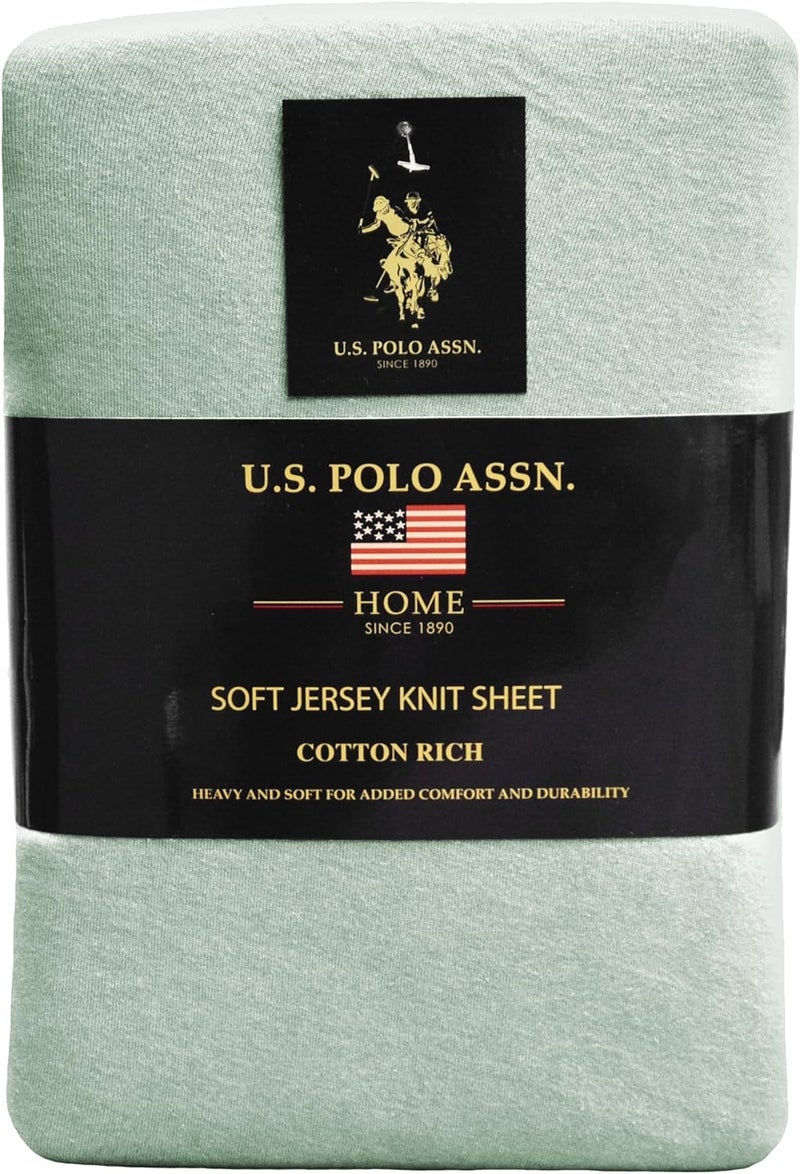 U.S. POLO ASSN.
SINCE 1890
U.S. POLO ASSN.
HOME
SINCE 1890
SOFT JERSEY KNIT SHEET
COTTON RICH
HEAVY AND SOFT FOR ADDED COMFORT AND DURABILITY